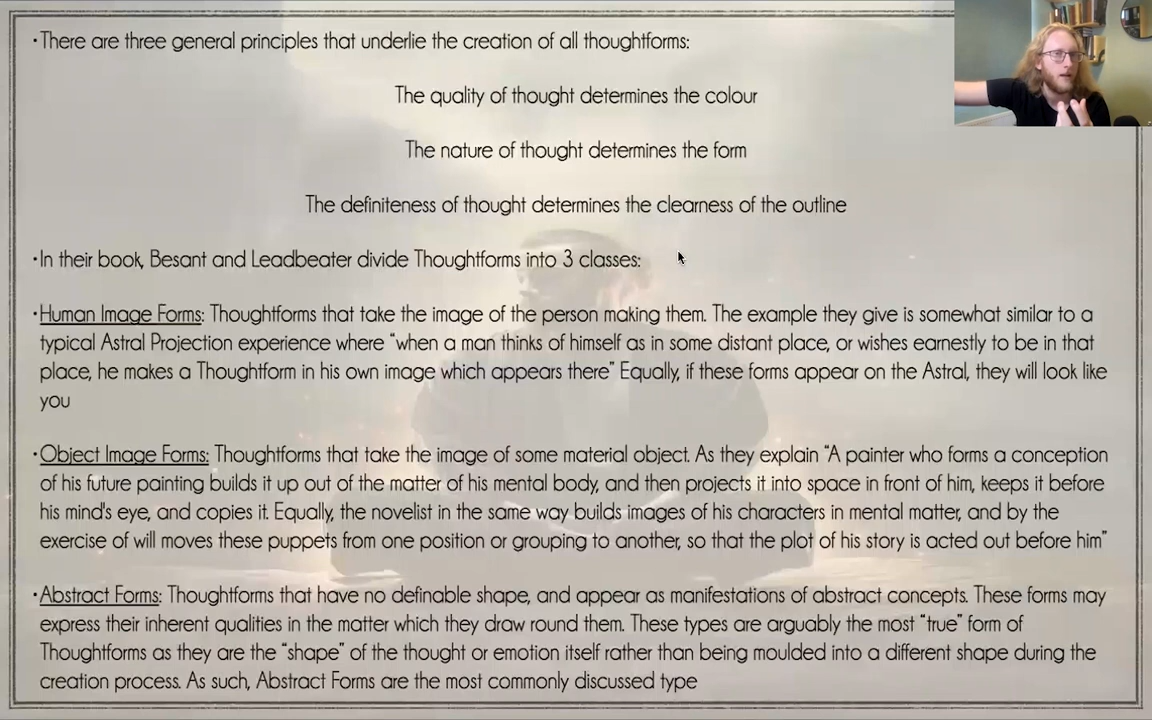 •There are three general principles that underlie the creation of all thoughtforms:
The quality of thought determines the colour
The nature of thought determines the form
The definiteness of thought determines the clearness of the outline
•In their book, Besant and Leadbeater divide Thoughtforms into 3 classes:
•Human Image Forms: Thoughtforms that take the image of the person making them. The example they give is somewhat similar to a
typical Astral Projection experience where “when a man thinks of himself as in some distant place, or wishes earnestly to be in that
place, he makes a Thoughtform in his own image which appears there” Equally, if these forms appear on the Astral, they will look like
you
•Object Image Forms: Thoughtforms that take the image of some material object. As they explain “A painter who forms a conception
of his future painting builds it up out of the matter of his mental body, and then projects it into space in front of him, keeps it before
his mind's eye, and copies it. Equally, the novelist in the same way builds images of his characters in mental matter, and by the
exercise of will moves these puppets from one position or grouping to another, so that the plot of his story is acted out before him”
•Abstract Forms: Thoughtforms that have no definable shape, and appear as manifestations of abstract concepts. These forms may
express their inherent qualities in the matter which they draw round them. These types are arguably the most “true” form of
Thoughtforms as they are the “shape” of the thought or emotion itself rather than being moulded into a different shape during the
creation process. As such, Abstract Forms are the most commonly discussed type